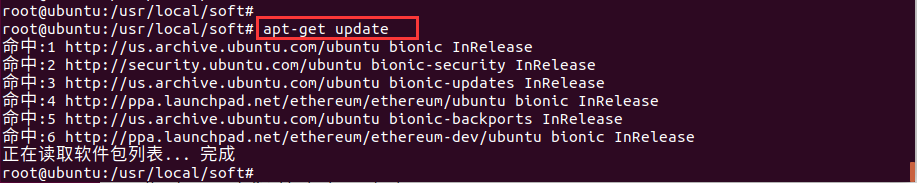 root@ubuntu:/usr/local/soft#
root@ubuntu:/usr/local/soft# apt-get update
命中:1 http://us.archive.ubuntu.com/ubuntu bionic InRelease
命中:2 http://security.ubuntu.com/ubuntu bionic-security InRelease
命中:3 http://us.archive.ubuntu.com/ubuntu bionic-updates InRelease
命中:4 http://ppa.launchpad.net/ethereum/ethereum/ubuntu bionic InRelease
命中:5 http://us.archive.ubuntu.com/ubuntu bionic-backports InRelease
命中:6 http://ppa.launchpad.net/ethereum/ethereum-dev/ubuntu bionic InRelease
正在读取软件包列表... 完成
root@ubuntu:/usr/local/soft#